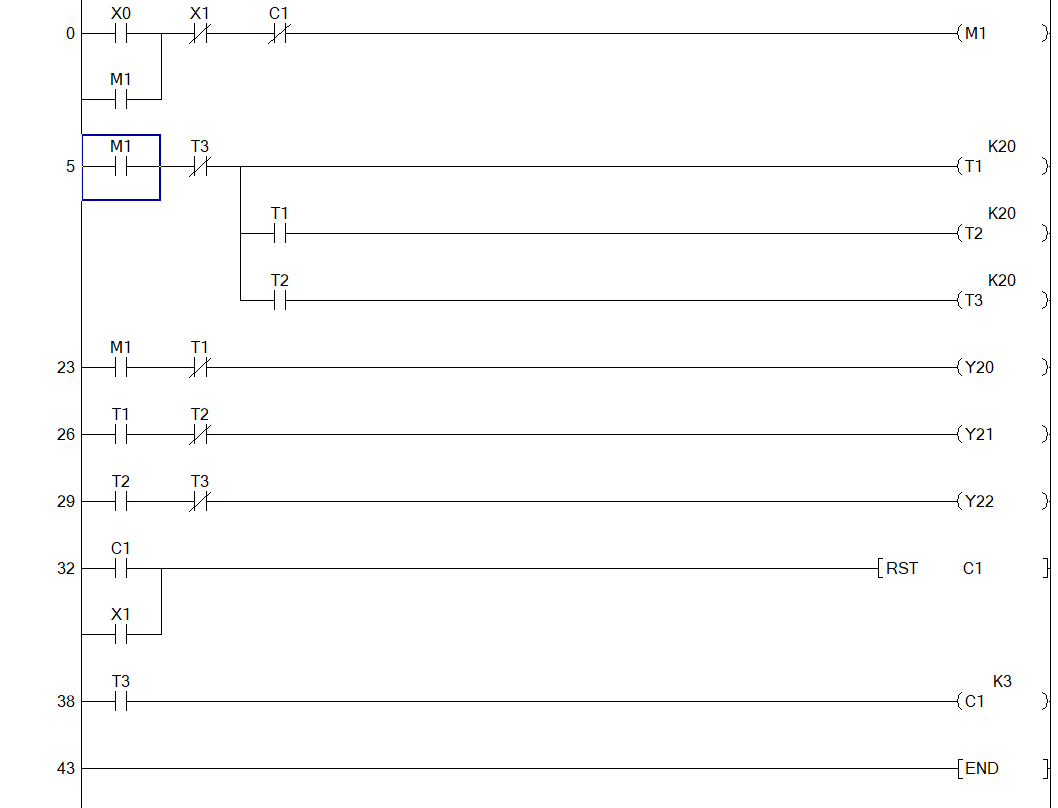 X0 X1 C1
0 M1
M1
M1 T3 K20
5 T1
T1 K20
T2
T2 K20
T3
M1 T1
23 Y20
T1 T2
26 Y21
T2 T3
29 Y22
C1
32 RST C1
X1
T3 K3
38 C1
43 END